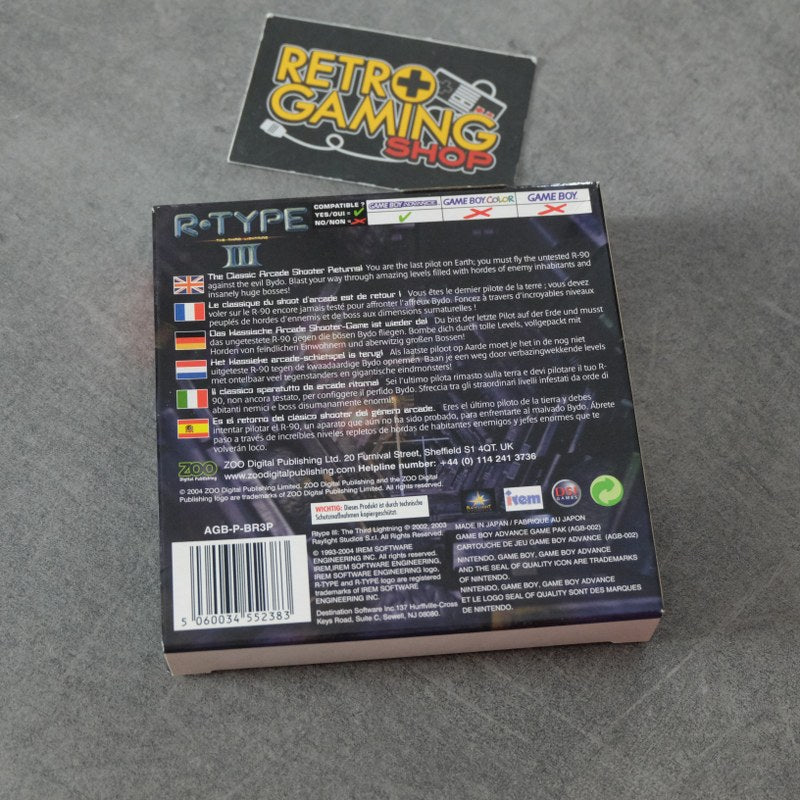 RETRO
GAMING
SHOP
R·TYPE
THE THIRD LIGHTNING
III
COMPATIBLE ?
YES/OUI = ✓
NO/NON = ✗
GAME BOY ADVANCE
GAME BOY COLOR
GAME BOY
The Classic Arcade Shooter Returns! You are the last pilot on Earth; you must fly the untested R-90
against the evil Bydo. Blast your way through amazing levels filled with hordes of enemy inhabitants and
insanely huge bosses!
Le classique du shoot d'arcade est de retour ! Vous êtes le dernier pilote de la terre ; vous devez
voler sur le R-90 encore jamais testé pour affronter l'affreux Bydo. Foncez à travers d'incroyables niveaux
peuplés de hordes d'ennemis et de boss aux dimensions surnaturelles !
Das klassische Arcade Shooter-Game ist wieder da! Du bist der letzte Pilot auf der Erde und musst
das ungetestete R-90 gegen die bösen Bydo fliegen. Bombe dich durch tolle Levels, vollgepackt mit
Horden von feindlichen Einwohnern und aberwitzig großen Bossen!
Het klassieke arcade-schietspel is terug! Als laatste piloot op Aarde moet je het in de nog niet
uitgeteste R-90 tegen de kwaadaardige Bydo opnemen. Baan je een weg door verbazingwekkende levels
met ontelbaar veel tegenstanders en gigantische eindmonsters!
Il classico sparatutto da arcade ritorna! Sei l'ultimo pilota rimasto sulla terra e devi pilotare il tuo R-
90, non ancora testato, per configgere il perfido Bydo. Sfreccia tra gli straordinari livelli infestati da orde di
abitanti nemici e boss disumanamente enormi!
Es el retorno del clásico shooter del género arcade. Eres el último piloto de la tierra y debes
intentar pilotar el R-90, un aparato que aún no ha sido probado, para enfrentarte al malvado Bydo. Ábrete
paso a través de increíbles niveles repletos de hordas de habitantes enemigos y jefes enormes que te
volverán loco.
ZOO
Digital Publishing
ZOO Digital Publishing Ltd. 20 Furnival Street, Sheffield S1 4QT. UK
www.zoodigitalpublishing.com Helpline number: +44 (0) 114 241 3736
© 2004 ZOO Digital Publishing Limited. ZOO Digital Publishing and the ZOO Digital
Publishing logo are trademarks of ZOO Digital Publishing Limited. All rights reserved.
WICHTIG: Dieses Produkt ist durch technische
Schutzmaßnahmen kopiergeschützt.
RAYLIGHT
irem
DSI
GAMES
AGB-P-BR3P
5 060034 552383
Rtype III: The Third Lightning © 2002, 2003
Raylight Studios S.r.l. All Rights Reserved.
© 1993-2004 IREM SOFTWARE
ENGINEERING INC. All rights reserved.
IREM,IREM SOFTWARE ENGINEERING,
IREM SOFTWARE ENGINEERING logo,
R-TYPE and R-TYPE logo are registered
trademarks of IREM SOFTWARE
ENGINEERING INC.
Destination Software Inc 137 Hurffville-Cross
Keys Road, Suite C, Sewell, NJ 08080.
MADE IN JAPAN / FABRIQUE AU JAPON
GAME BOY ADVANCE GAME PAK (AGB-002)
CARTOUCHE DE JEU GAME BOY ADVANCE (AGB-002)
NINTENDO, GAME BOY, GAME BOY ADVANCE
AND THE SEAL OF QUALITY ICON ARE TRADEMARKS
OF NINTENDO.
NINTENDO, GAME BOY, GAME BOY ADVANCE
ET LE LOGO SEAL OF QUALITY SONT DES MARQUES
DE NINTENDO.